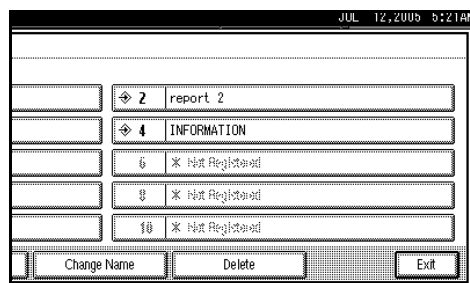 JUL 12,2005 5:21AM
2 report 2
4 INFORMATION
6 * Not Registered
8 * Not Registered
10 * Not Registered
Change Name Delete Exit